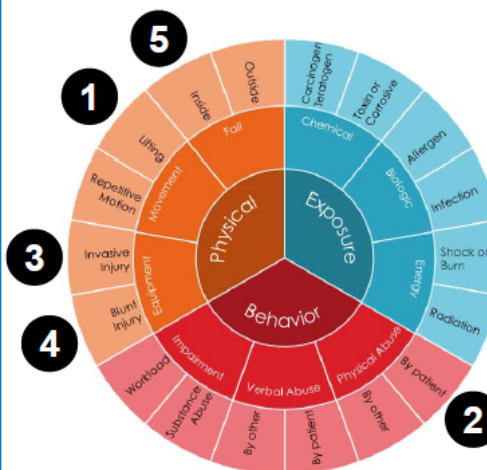 5
1
3
4
2
Physical
Exposure
Behavior
Fall
Movement
Equipment
Chemical
Biologic
Energy
Physical Abuse
Verbal Abuse
Impairment
Outside
Inside
Lifting
Repetitive
Motion
Invasive
Injury
Blunt
Injury
Carcinogen
Teratogen
Toxin or
Corrosive
Allergen
Infection
Shock or
Burn
Radiation
By patient
By other
By patient
By other
Substance
Abuse
Workload